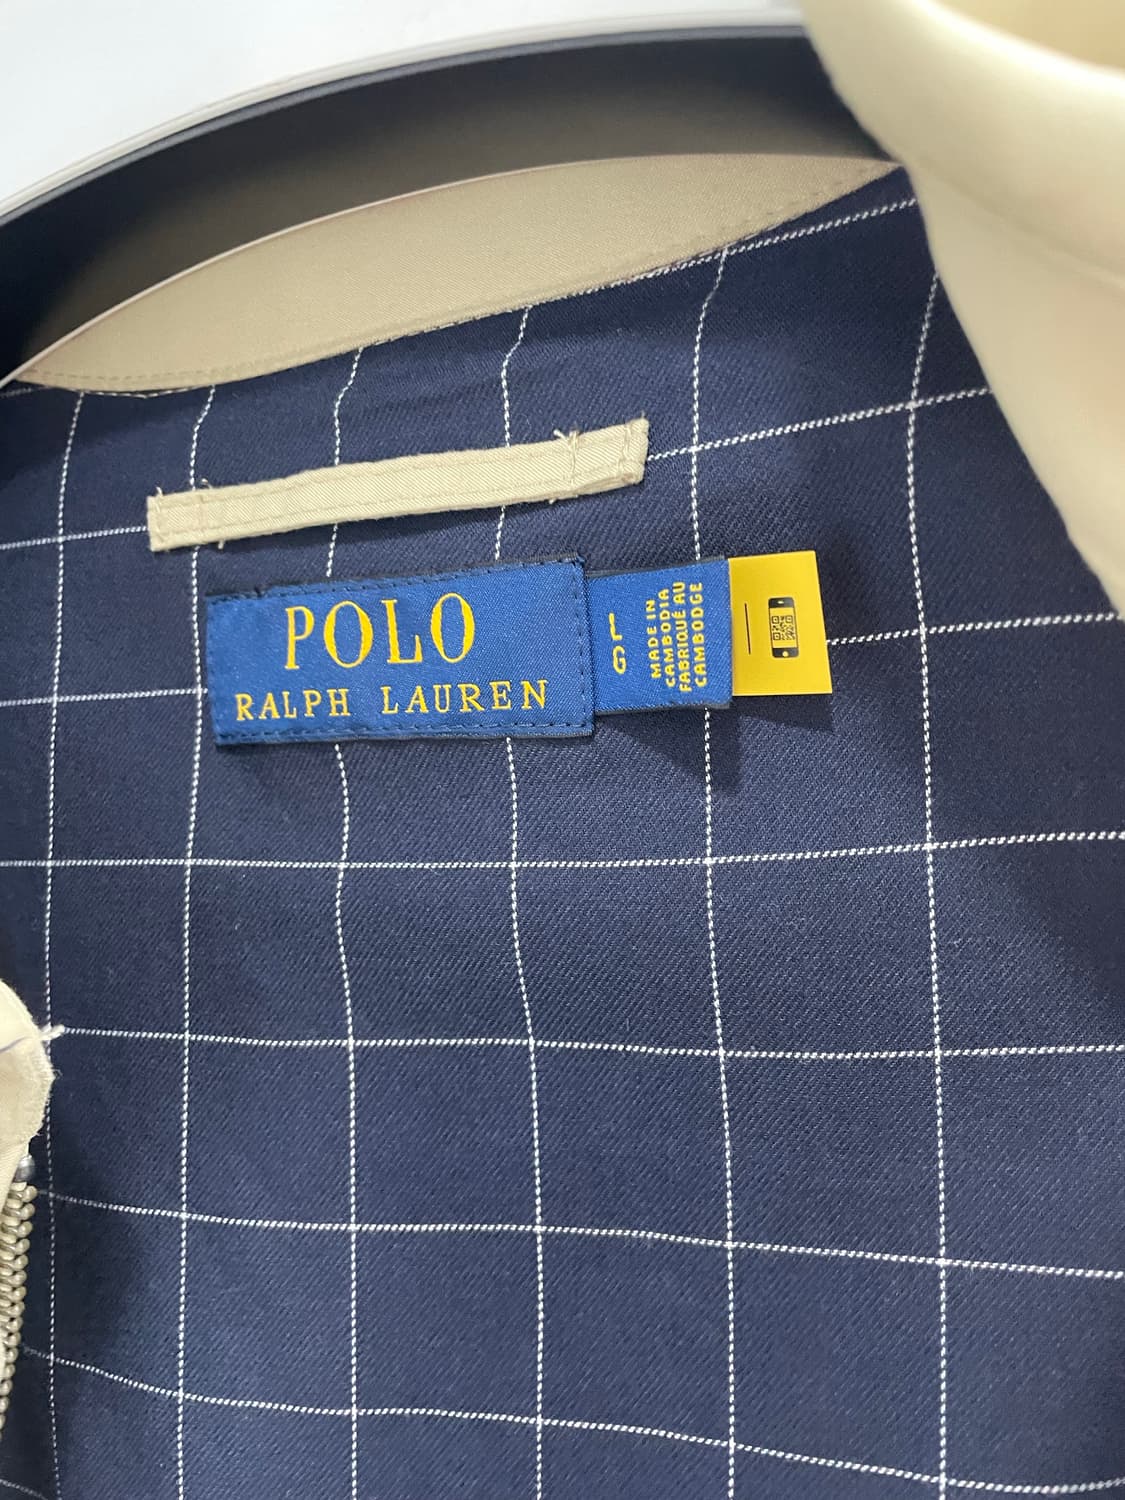 POLO
RALPH LAUREN
G L
MADE IN
CAMBODIA
FABRIQUÉ AU
CAMBODGE